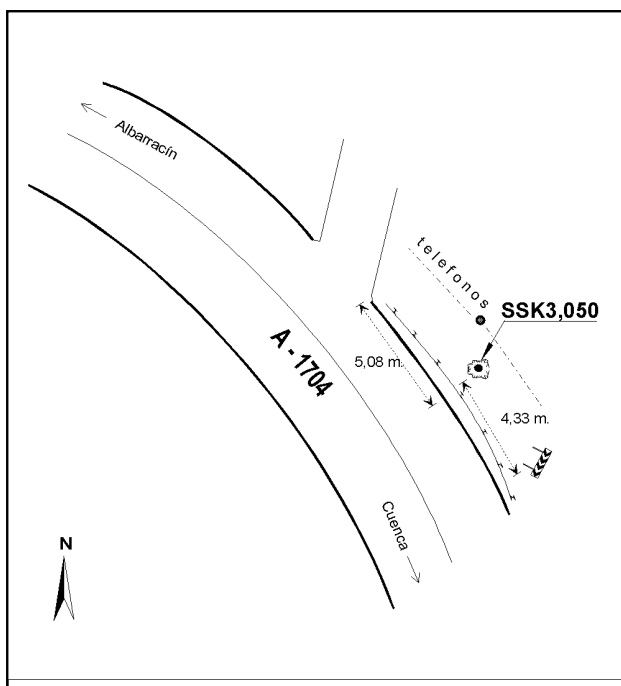 Albarracín
telefonos
SSK3,050
A - 1704
5,08 m.
4,33 m.
Cuenca
N